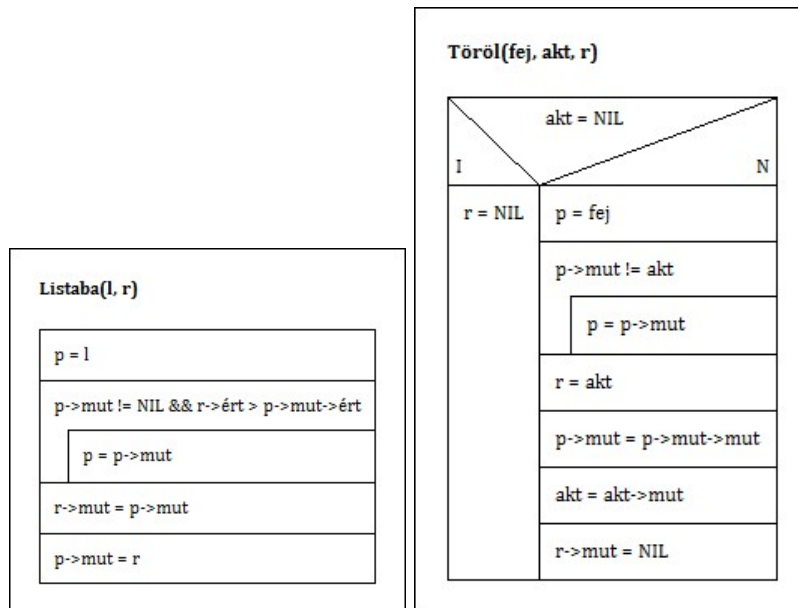 Listaba(l, r)
p = l
p->mut != NIL && r->ért > p->mut->ért
p = p->mut
r->mut = p->mut
p->mut = r
Töröl(fej, akt, r)
akt = NIL
I
N
r = NIL
p = fej
p->mut != akt
p = p->mut
r = akt
p->mut = p->mut->mut
akt = akt->mut
r->mut = NIL